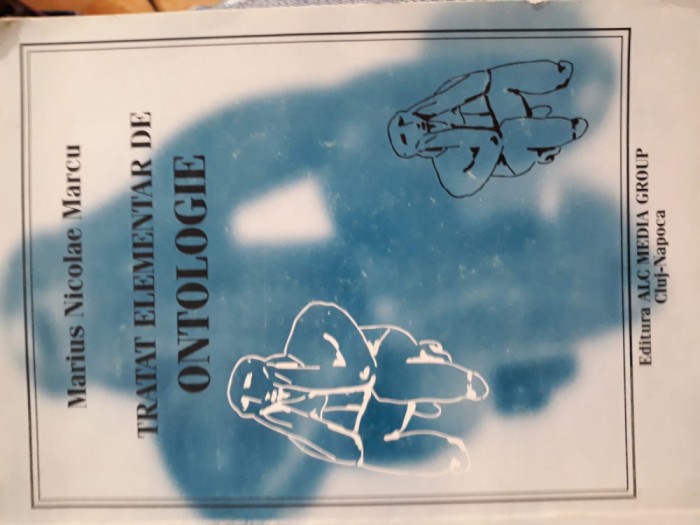 Marius Nicolae Marcu
TRATAT ELEMENTAR DE
ONTOLOGIE
Editura ALC MEDIA GROUP
Cluj-Napoca